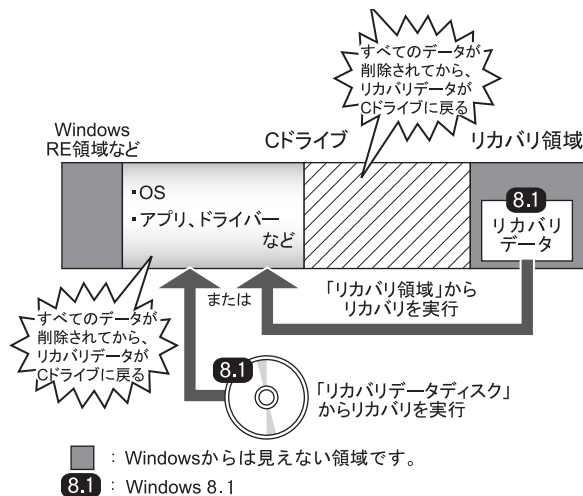 すべてのデータが
削除されてから、
リカバリデータが
Cドライブに戻る
Windows
RE領域など
Cドライブ
リカバリ領域
・OS
・アプリ、ドライバー
など
8.1
リカバリ
データ
または
「リカバリ領域」から
リカバリを実行
すべてのデータが
削除されてから、
リカバリデータが
Cドライブに戻る
8.1
「リカバリデータディスク」
からリカバリを実行
：Windowsからは見えない領域です。
8.1：Windows 8.1